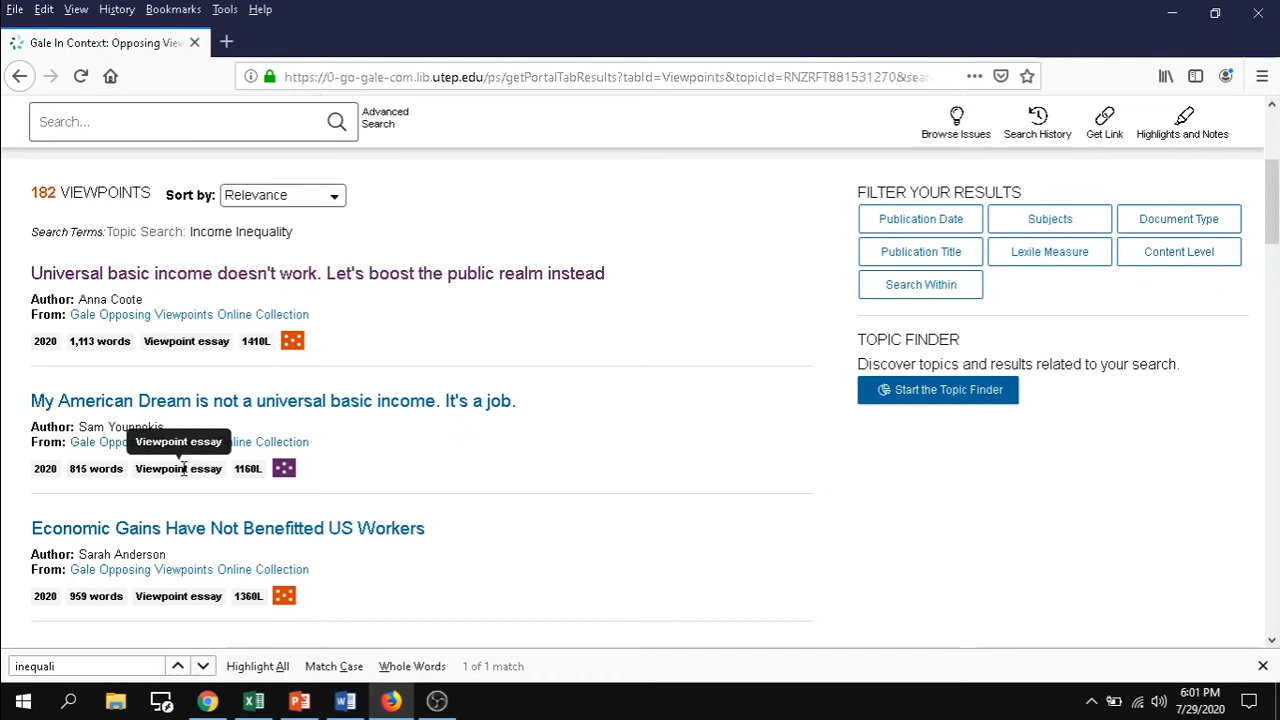 File Edit View History Bookmarks Tools Help
Gale In Context: Opposing View
https://0-go-gale-com.lib.utep.edu/ps/getPortalTabResults?tabId=Viewpoints&topicId=RNZRFT881531270&sea
Search... Advanced Search
Browse Issues Search History Get Link Highlights and Notes
182 VIEWPOINTS Sort by: Relevance
Search Terms:Topic Search: Income Inequality
Universal basic income doesn't work. Let's boost the public realm instead
Author: Anna Coote
From: Gale Opposing Viewpoints Online Collection
2020 1,113 words Viewpoint essay 1410L
My American Dream is not a universal basic income. It's a job.
Author: Sam
From: Gale Oppo line Collection
Viewpoint essay
2020 815 words Viewpoint essay 1160L
Economic Gains Have Not Benefitted US Workers
Author: Sarah Anderson
From: Gale Opposing Viewpoints Online Collection
2020 959 words Viewpoint essay 1360L
FILTER YOUR RESULTS
Publication Date Subjects Document Type
Publication Title Lexile Measure Content Level
Search Within
TOPIC FINDER
Discover topics and results related to your search.
Start the Topic Finder
inequali Highlight All Match Case Whole Words 1 of 1 match
6:01 PM
7/29/2020